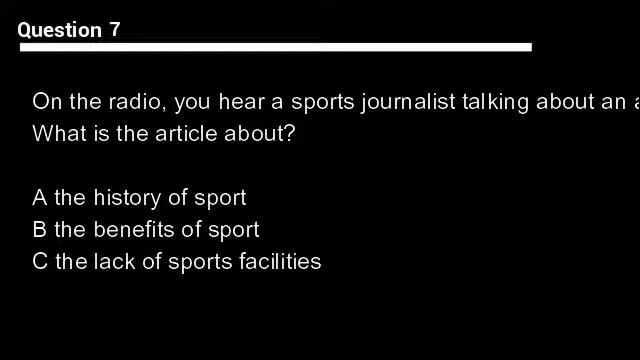 Question 7
On the radio, you hear a sports journalist talking about an
What is the article about?
A the history of sport
B the benefits of sport
C the lack of sports facilities